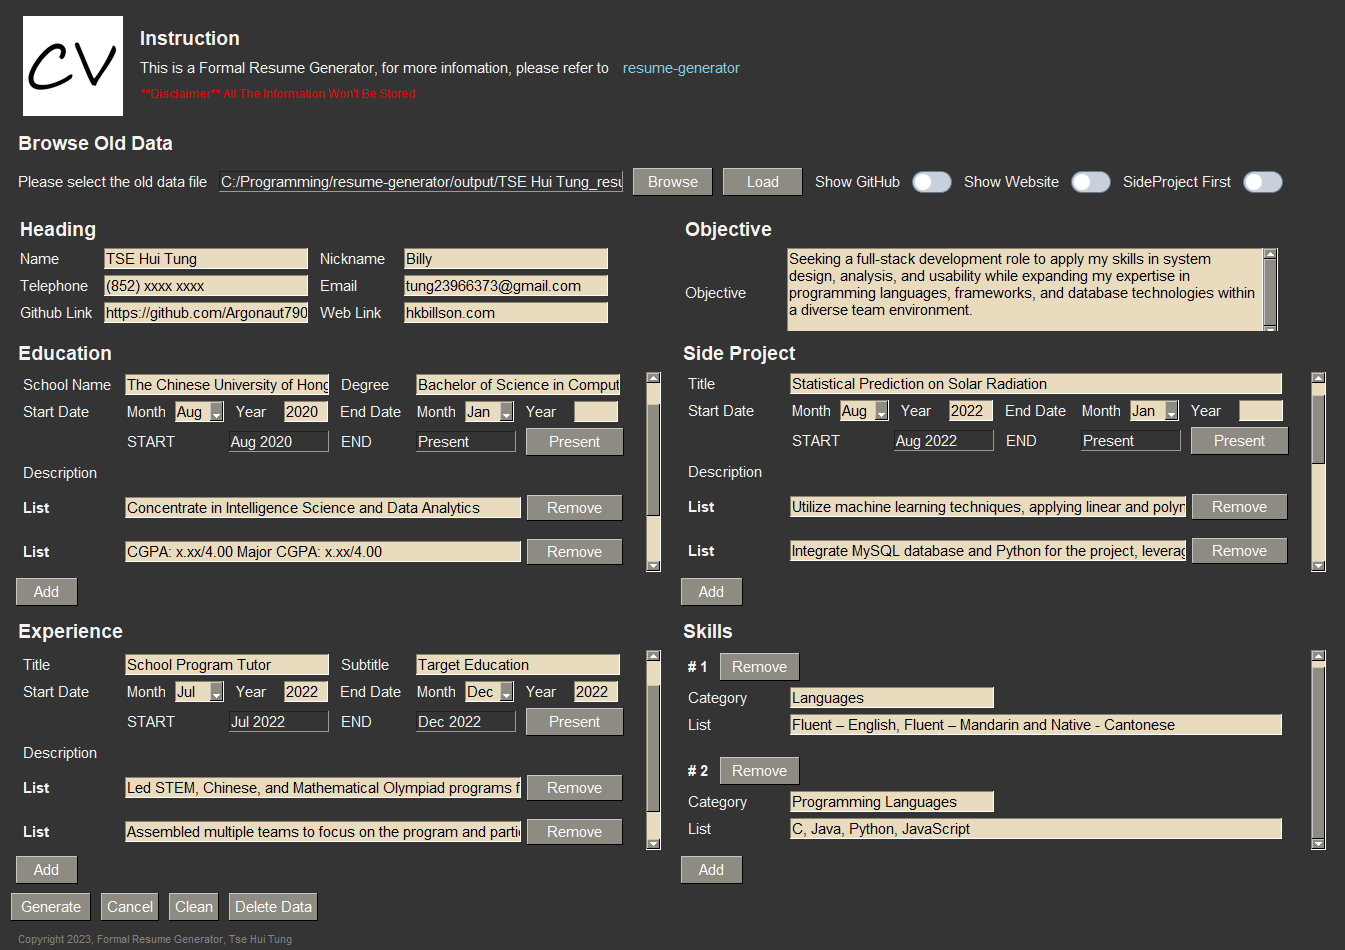 CV
Instruction
This is a Formal Resume Generator, for more infomation, please refer to resume-generator
**Disclaimer** All The Information Won't Be Stored
Browse Old Data
Please select the old data file C:/Programming/resume-generator/output/TSE Hui Tung_resu Browse Load Show GitHub Show Website SideProject First
Heading
Name TSE Hui Tung Nickname Billy
Telephone (852) xxxx xxxx Email tung23966373@gmail.com
Github Link https://github.com/Argonaut790 Web Link hkbillson.com
Objective
Objective
Seeking a full-stack development role to apply my skills in system
design, analysis, and usability while expanding my expertise in
programming languages, frameworks, and database technologies within
a diverse team environment.
Education
School Name The Chinese University of Hong Degree Bachelor of Science in Comput
Start Date Month Aug Year 2020 End Date Month Jan Year
START Aug 2020 END Present Present
Description
List Concentrate in Intelligence Science and Data Analytics Remove
List CGPA: x.xx/4.00 Major CGPA: x.xx/4.00 Remove
Add
Side Project
Title Statistical Prediction on Solar Radiation
Start Date Month Aug Year 2022 End Date Month Jan Year
START Aug 2022 END Present Present
Description
List Utilize machine learning techniques, applying linear and polyn Remove
List Integrate MySQL database and Python for the project, leverag Remove
Add
Experience
Title School Program Tutor Subtitle Target Education
Start Date Month Jul Year 2022 End Date Month Dec Year 2022
START Jul 2022 END Dec 2022 Present
Description
List Led STEM, Chinese, and Mathematical Olympiad programs f Remove
List Assembled multiple teams to focus on the program and parti Remove
Add
Skills
# 1 Remove
Category Languages
List Fluent – English, Fluent – Mandarin and Native - Cantonese
# 2 Remove
Category Programming Languages
List C, Java, Python, JavaScript
Add
Generate Cancel Clean Delete Data
Copyright 2023, Formal Resume Generator, Tse Hui Tung